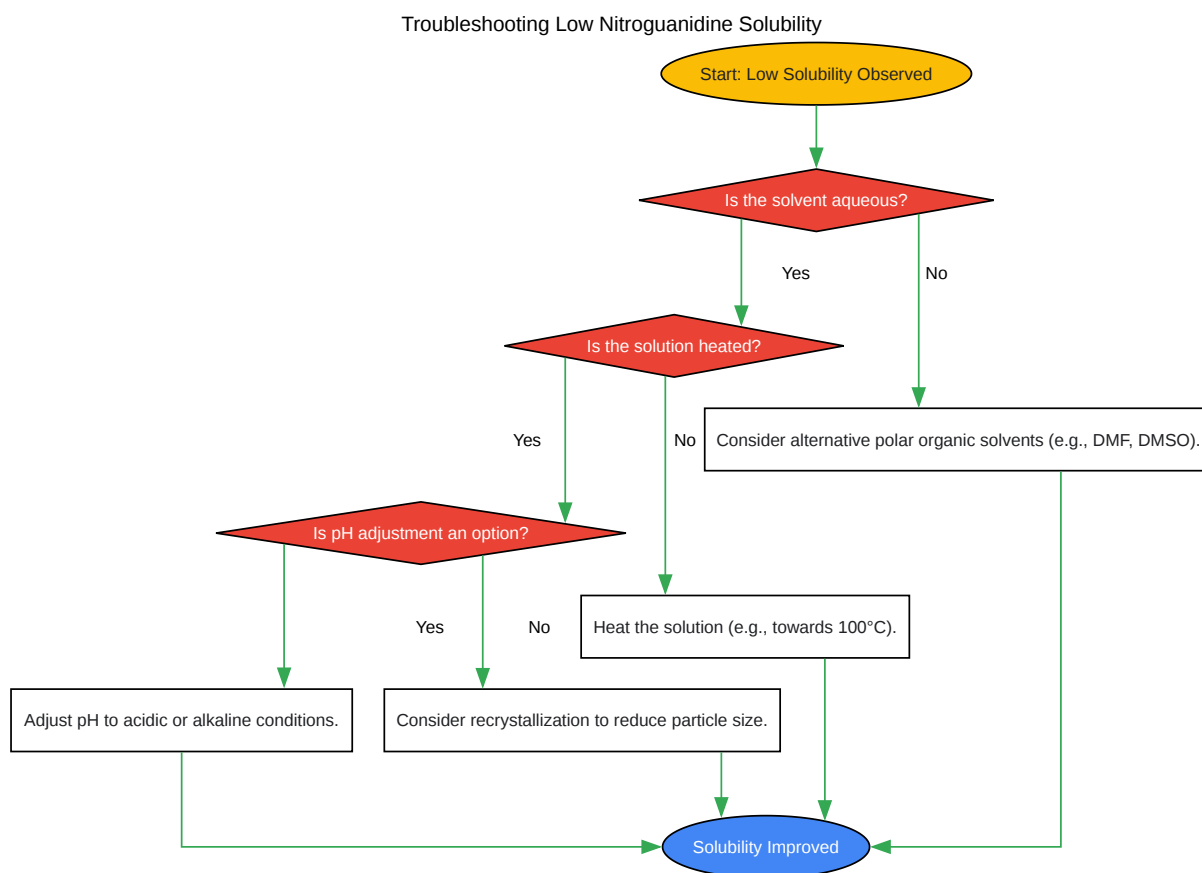 Troubleshooting Low Nitroguanidine Solubility
Start: Low Solubility Observed
Is the solvent aqueous?
Yes
No
Is the solution heated?
Yes
No
Consider alternative polar organic solvents (e.g., DMF, DMSO).
Is pH adjustment an option?
Yes
No
Heat the solution (e.g., towards 100°C).
Adjust pH to acidic or alkaline conditions.
Consider recrystallization to reduce particle size.
Solubility Improved